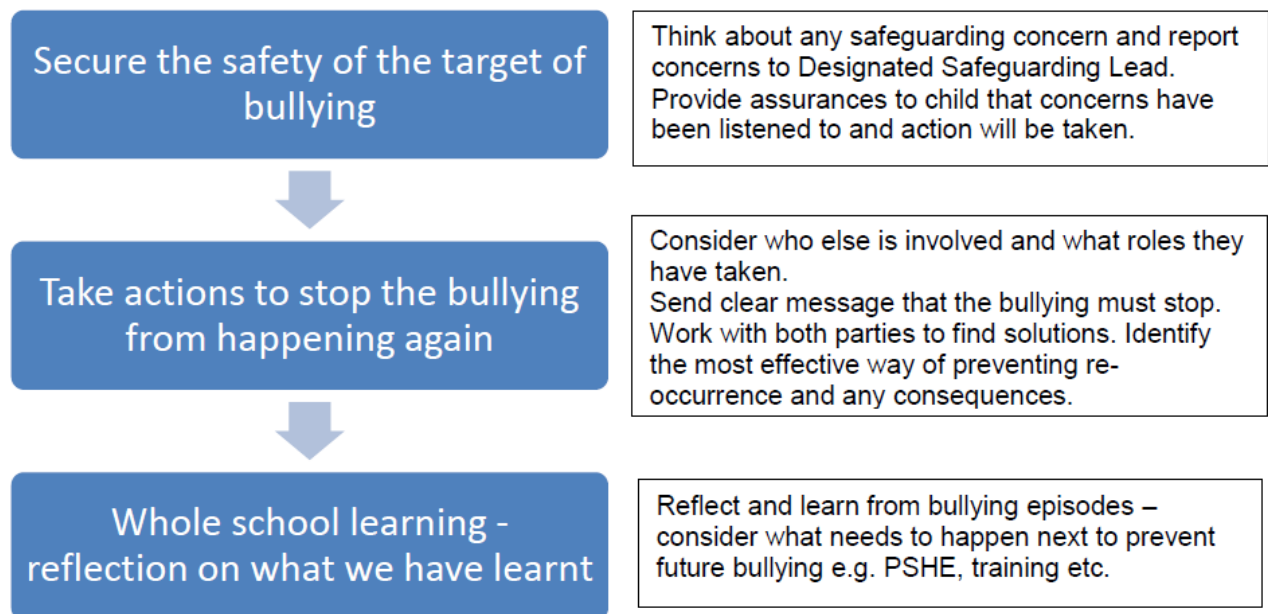 Secure the safety of the target of
bullying
Think about any safeguarding concern and report
concerns to Designated Safeguarding Lead.
Provide assurances to child that concerns have
been listened to and action will be taken.
Take actions to stop the bullying
from happening again
Consider who else is involved and what roles they
have taken.
Send clear message that the bullying must stop.
Work with both parties to find solutions. Identify
the most effective way of preventing re-
occurrence and any consequences.
Whole school learning -
reflection on what we have learnt
Reflect and learn from bullying episodes –
consider what needs to happen next to prevent
future bullying e.g. PSHE, training etc.